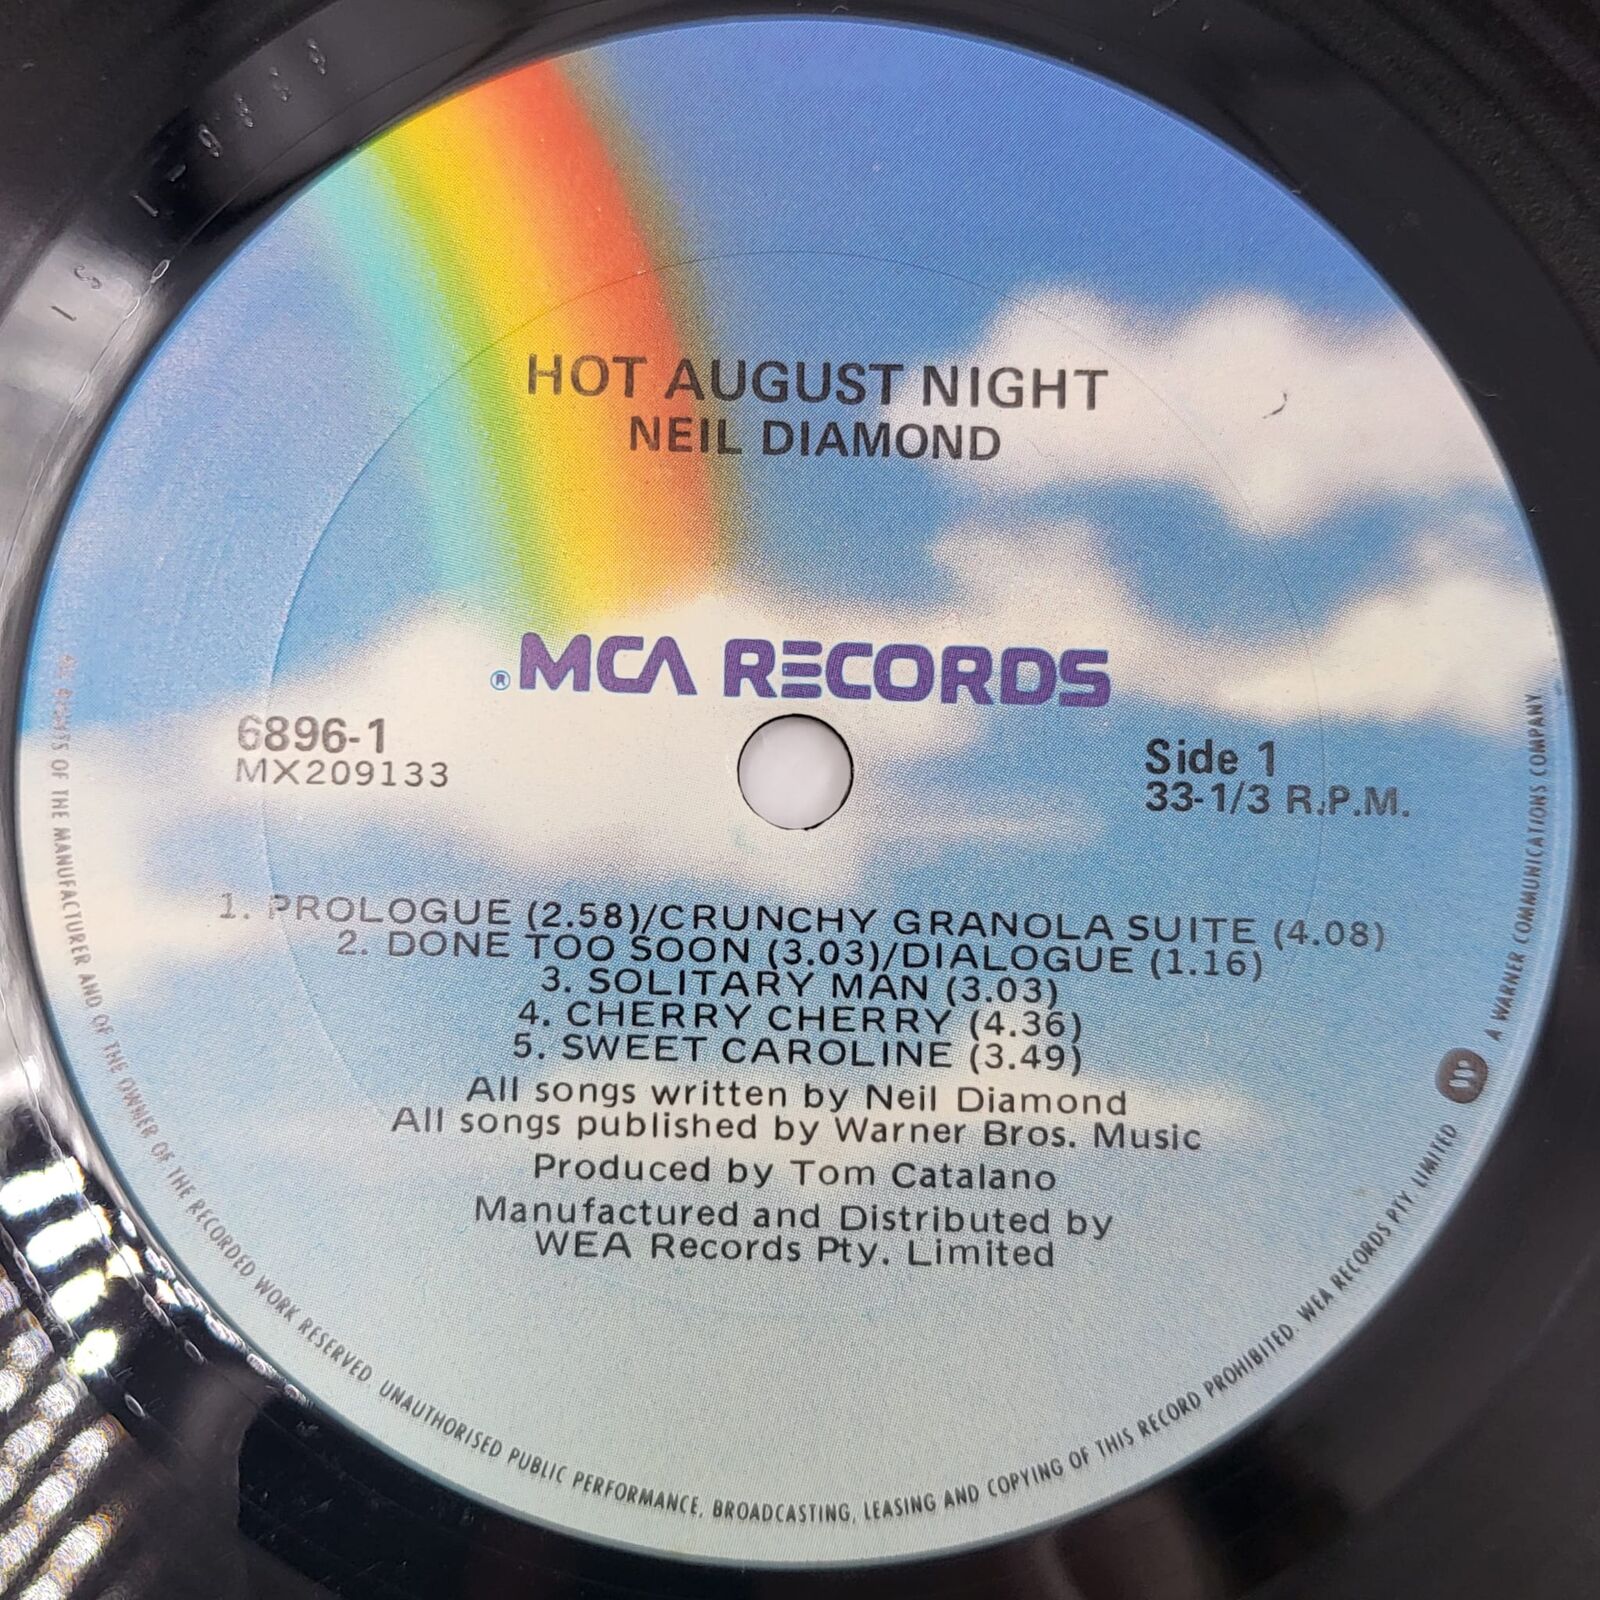 HOT AUGUST NIGHT
NEIL DIAMOND
® MCA RECORDS
6896-1
MX209133
Side 1
33-1/3 R.P.M.
1. PROLOGUE (2.58)/CRUNCHY GRANOLA SUITE (4.08)
2. DONE TOO SOON (3.03)/DIALOGUE (1.16)
3. SOLITARY MAN (3.03)
4. CHERRY CHERRY (4.36)
5. SWEET CAROLINE (3.49)
All songs written by Neil Diamond
All songs published by Warner Bros. Music
Produced by Tom Catalano
Manufactured and Distributed by
WEA Records Pty. Limited
ALL RIGHTS OF THE MANUFACTURER AND OF THE OWNER OF THE RECORDED WORK RESERVED. UNAUTHORISED PUBLIC PERFORMANCE, BROADCASTING, LEASING AND COPYING OF THIS RECORD PROHIBITED. WEA RECORDS PTY. LIMITED A WARNER COMMUNICATIONS COMPANY